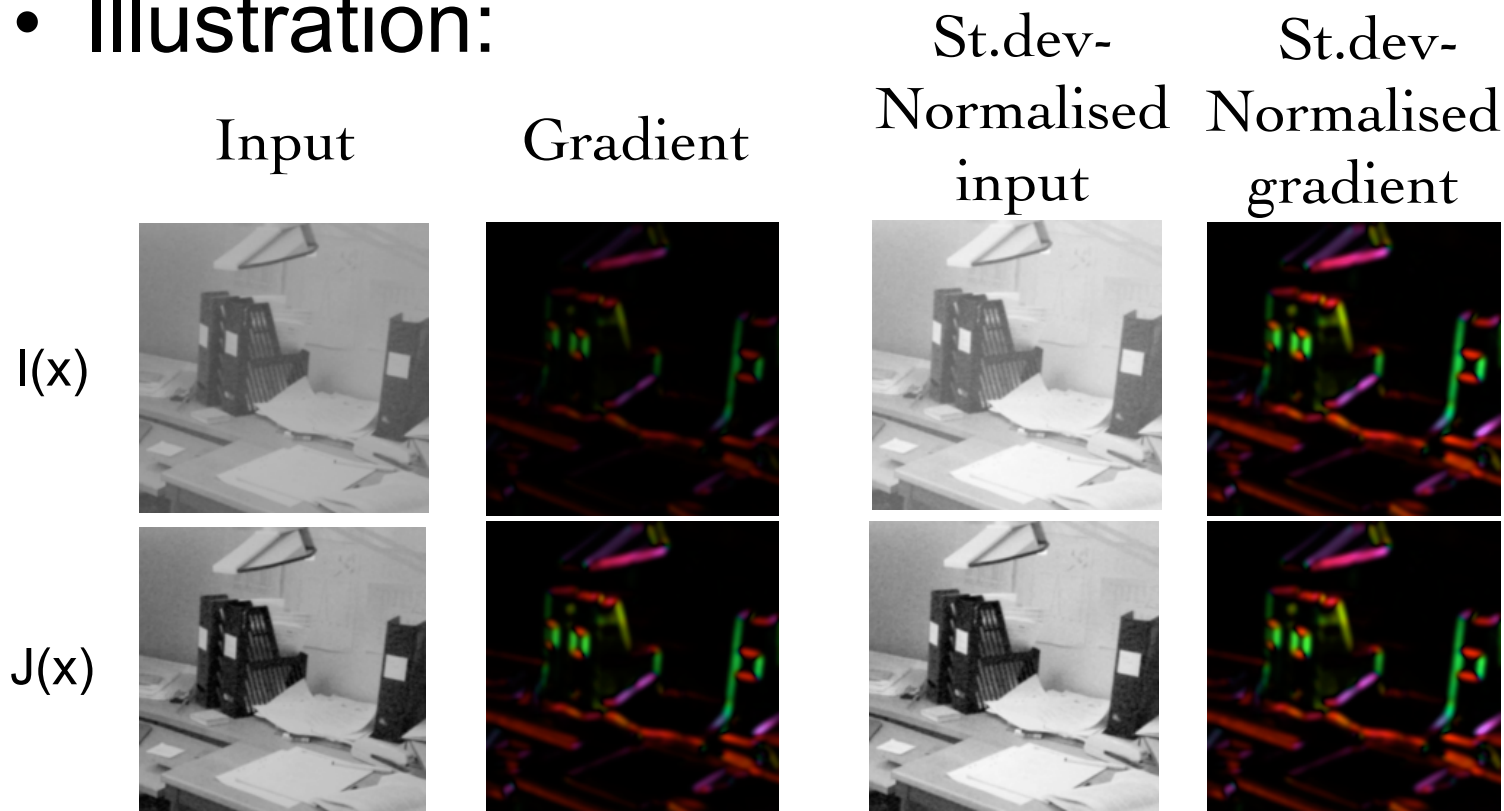 • Illustration:
Input
Gradient
St.dev-
Normalised
input
St.dev-
Normalised
gradient
I(x)
J(x)